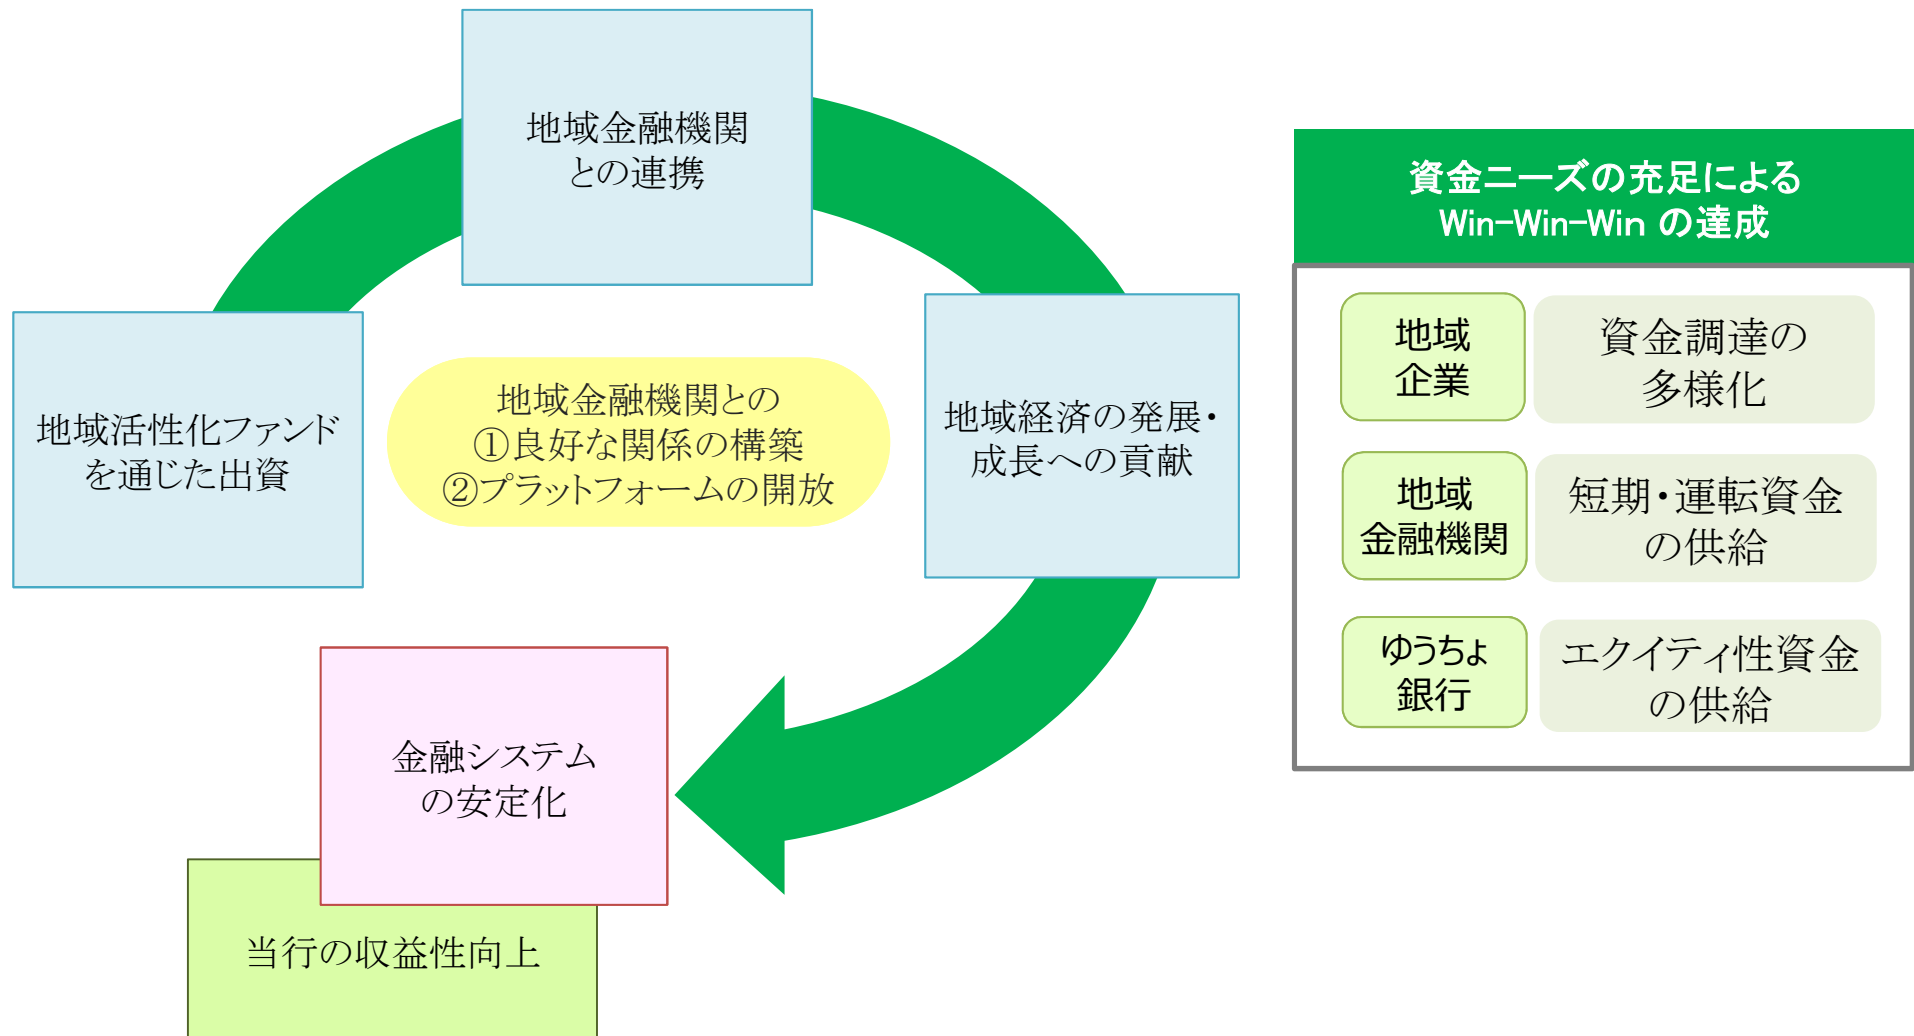 地域金融機関
との連携
地域活性化ファンド
を通じた出資
地域金融機関との
①良好な関係の構築
②プラットフォームの開放
地域経済の発展・
成長への貢献
金融システム
の安定化
当行の収益性向上
資金ニーズの充足による
Win-Win-Win の達成
地域
企業
資金調達の
多様化
地域
金融機関
短期・運転資金
の供給
ゆうちょ
銀行
エクイティ性資金
の供給